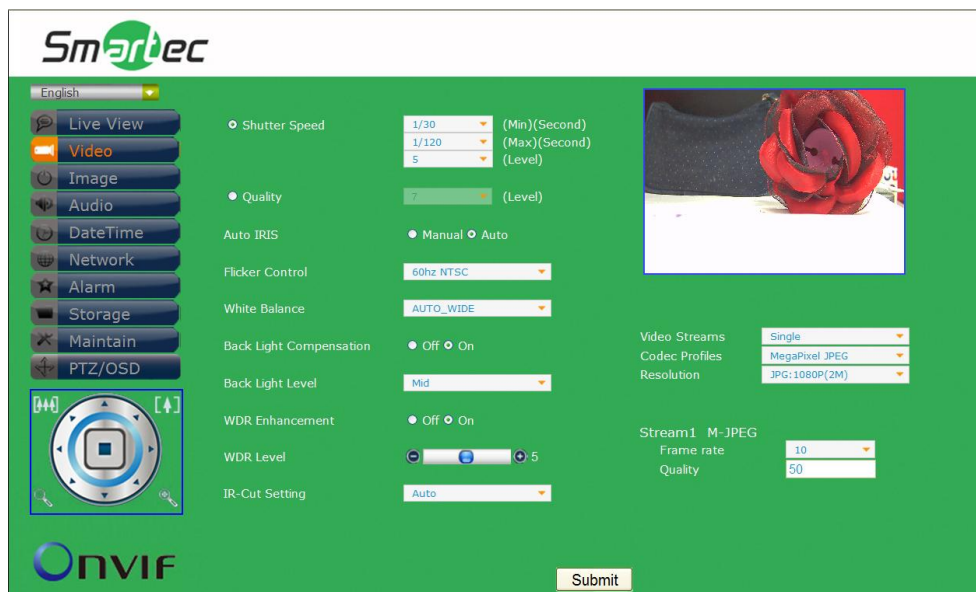 Smartec
English
Live View
Video
Image
Audio
DateTime
Network
Alarm
Storage
Maintain
PTZ/OSD
Shutter Speed 1/30 (Min)(Second)
1/120 (Max)(Second)
5 (Level)
Quality 7 (Level)
Auto IRIS Manual Auto
Flicker Control 60hz NTSC
White Balance AUTO_WIDE
Back Light Compensation Off On
Back Light Level Mid
WDR Enhancement Off On
WDR Level 5
IR-Cut Setting Auto
Video Streams Single
Codec Profiles MegaPixel JPEG
Resolution JPG:1080P(2M)
Stream1 M-JPEG
Frame rate 10
Quality 50
Onvif
Submit